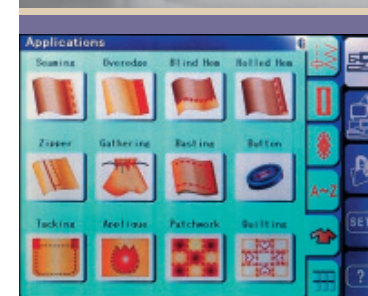 Applications
Seaming Overedge Blind Hem Rolled Hem
Zipper Gathering Basting Button
Tacking Applique Patchwork Quilting
A~Z
SET
?